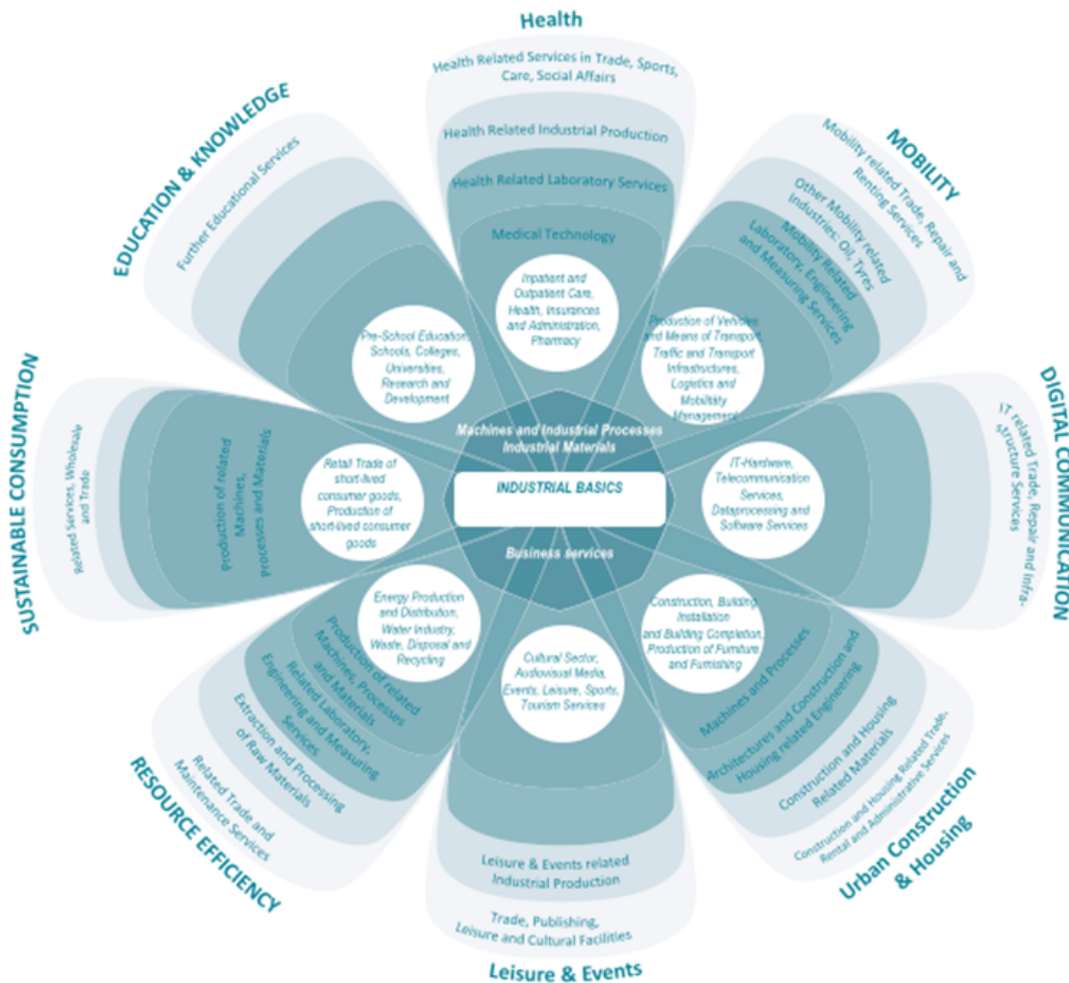 Health
Health Related Services in Trade, Sports,
Care, Social Affairs
Health Related Industrial Production
Health Related Laboratory Services
Medical Technology
Inpatient and
Outpatient Care,
Health, Insurances
and Administration,
Pharmacy
MOBILITY
Mobility related Trade, Repair and
Renting Services
Other Mobility related
Industries: Oil, Tyres
Mobility Related
Laboratory, Engineering
and Measuring Services
Production of Vehicles
and Means of Transport,
Traffic and Transport
Infrastructures,
Logistics and
Mobilitäty
Management
DIGITAL COMMUNICATION
IT related Trade, Repair and Infra-
structure Services
IT-Hardware,
Telecommunication
Services,
Dataprocessing and
Software Services
Urban Construction
& Housing
Construction and Housing Related Trade,
Rental and Administrative Services
Construction and Housing
Related Materials
Architectures and Construction and
Housing related Engineering
Machines and Processes
Construction, Building
Installation
and Building Completion,
Production of Furniture
and Furnishing
Leisure & Events
Trade, Publishing,
Leisure and Cultural Facilities
Leisure & Events related
Industrial Production
Cultural Sector,
Audiovisual Media,
Events, Leisure, Sports,
Tourism Services
RESOURCE EFFICIENCY
Related Trade and
Maintenance Services
Extraction and Processing
of Raw Materials
Related Laboratory,
Engineering and Measuring
Services
Production of related
Machines, Processes
and Materials
Energy Production
and Distribution,
Water Industry,
Waste, Disposal and
Recycling
SUSTAINABLE CONSUMPTION
Related Services, Wholesale
and Trade
Production of related
Machines,
processes and Materials
Retail Trade of
short-lived
consumer goods,
Production of
short-lived consumer
goods
EDUCATION & KNOWLEDGE
Further Educational Services
Pre-School Education,
Schools, Colleges,
Universities,
Research and
Development
Machines and Industrial Processes
Industrial Materials
INDUSTRIAL BASICS
Business services